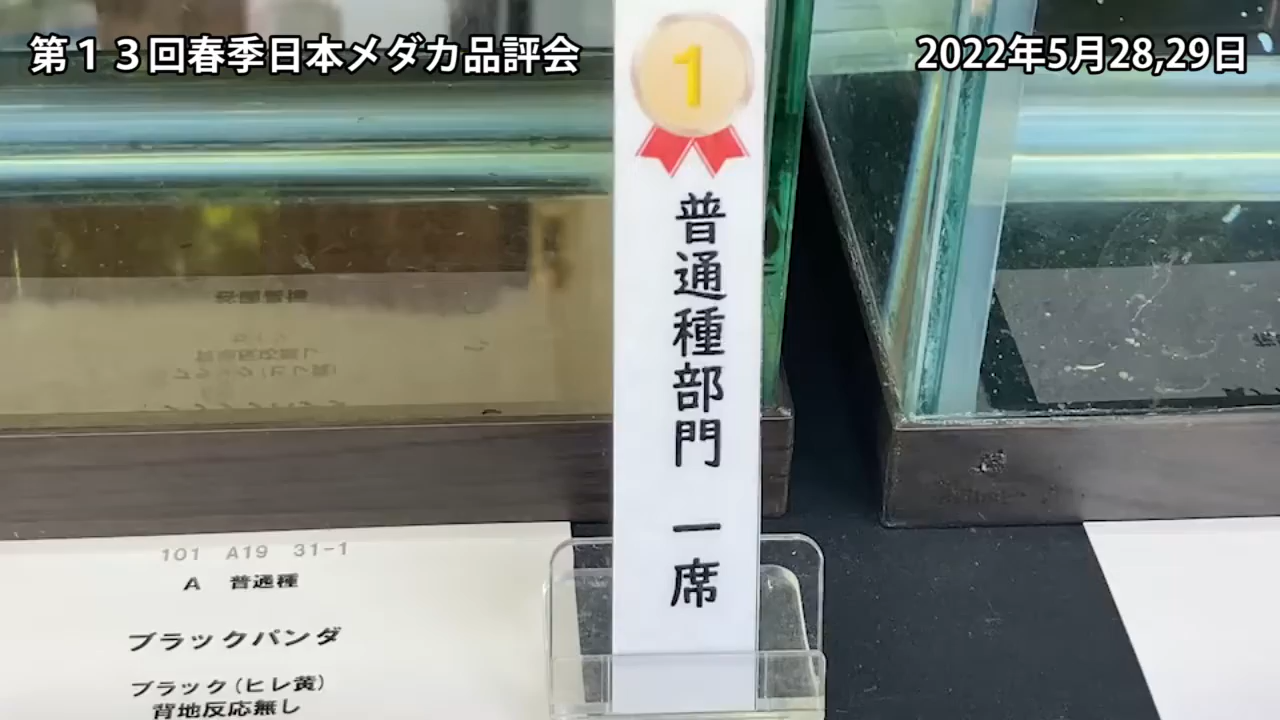 第１３回春季日本メダカ品評会
2022年5月28,29日
1
普通種部門 一席
101 A19 31-1
A 普通種
ブラックパンダ
ブラック(ヒレ黄)
背地反応無し